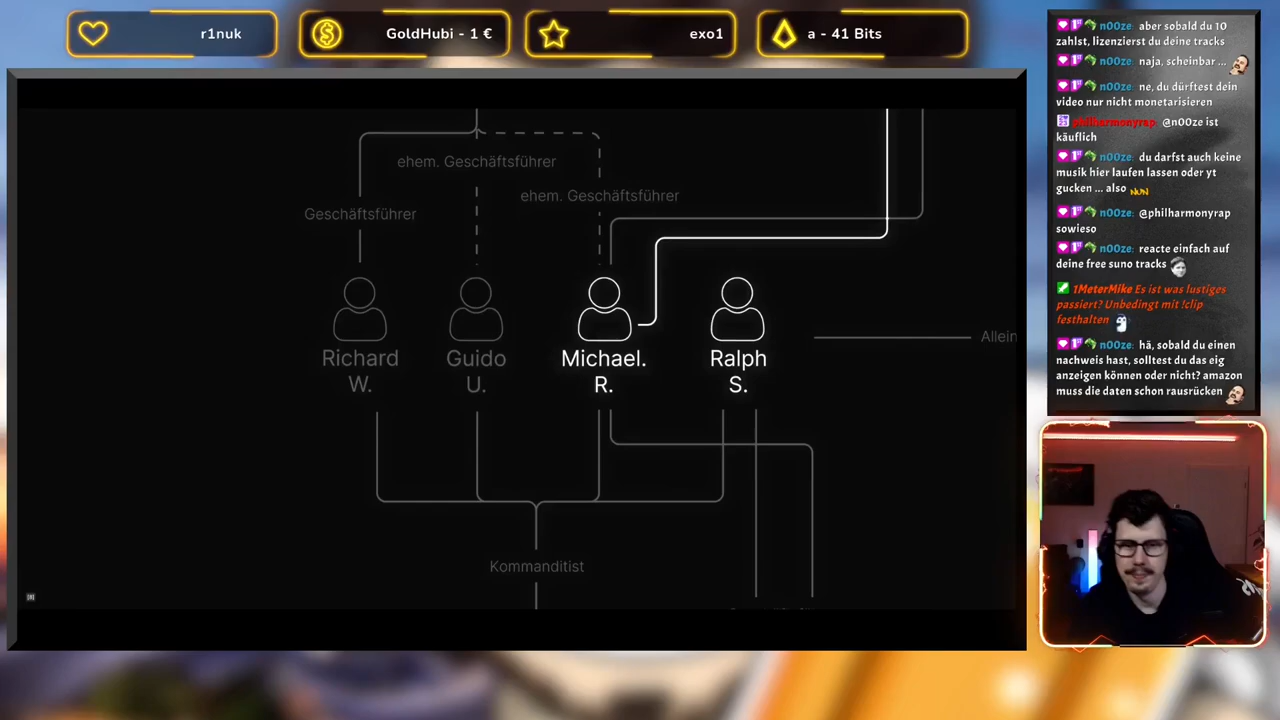 r1nuk
GoldHubi - 1 €
exo1
a - 41 Bits
ehem. Geschäftsführer
ehem. Geschäftsführer
Geschäftsführer
Richard
W.
Guido
U.
Michael.
R.
Ralph
S.
Allein
Kommanditist
n00ze: aber sobald du 10
zahlst, lizenzierst du deine tracks
n00ze: naja, scheinbar ...
n00ze: ne, du dürftest dein
video nur nicht monetarisieren
philharmonyrap: @n00ze ist
käuflich
n00ze: du darfst auch keine
musik hier laufen lassen oder yt
gucken ... also NUN
n00ze: @philharmonyrap
sowieso
n00ze: reacte einfach auf
deine free suno tracks
1MeterMike Es ist was lustiges
passiert? Unbedingt mit !clip
festhalten
n00ze: hä, sobald du einen
nachweis hast, solltest du das eig
anzeigen können oder nicht? amazon
muss die daten schon rausrücken